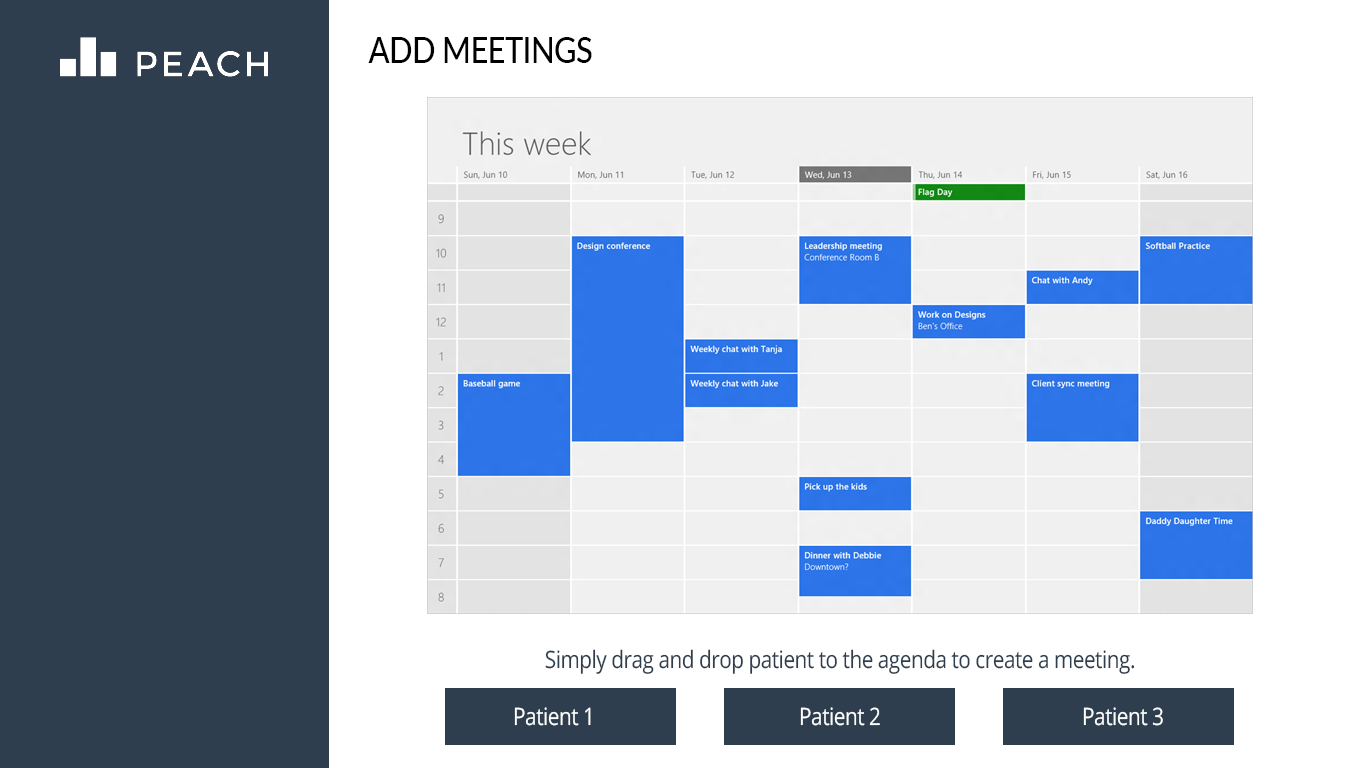 PEACH
ADD MEETINGS
This week
Sun, Jun 10
Mon, Jun 11
Tue, Jun 12
Wed, Jun 13
Thu, Jun 14
Fri, Jun 15
Sat, Jun 16
Flag Day
9
10
Design conference
Leadership meeting
Conference Room B
Softball Practice
11
Chat with Andy
12
Work on Designs
Ben's Office
1
Weekly chat with Tanja
2
Baseball game
Weekly chat with Jake
Client sync meeting
3
4
5
Pick up the kids
6
Daddy Daughter Time
7
Dinner with Debbie
Downtown?
8
Simply drag and drop patient to the agenda to create a meeting.
Patient 1
Patient 2
Patient 3